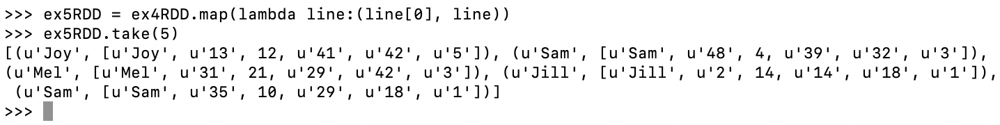 >>> ex5RDD = ex4RDD.map(lambda line:(line[0], line))
>>> ex5RDD.take(5)
[(u'Joy', [u'Joy', u'13', 12, u'41', u'42', u'5']), (u'Sam', [u'Sam', u'48', 4, u'39', u'32', u'3']),
(u'Mel', [u'Mel', u'31', 21, u'29', u'42', u'3']), (u'Jill', [u'Jill', u'2', 14, u'14', u'18', u'1']),
 (u'Sam', [u'Sam', u'35', 10, u'29', u'18', u'1'])]
>>>